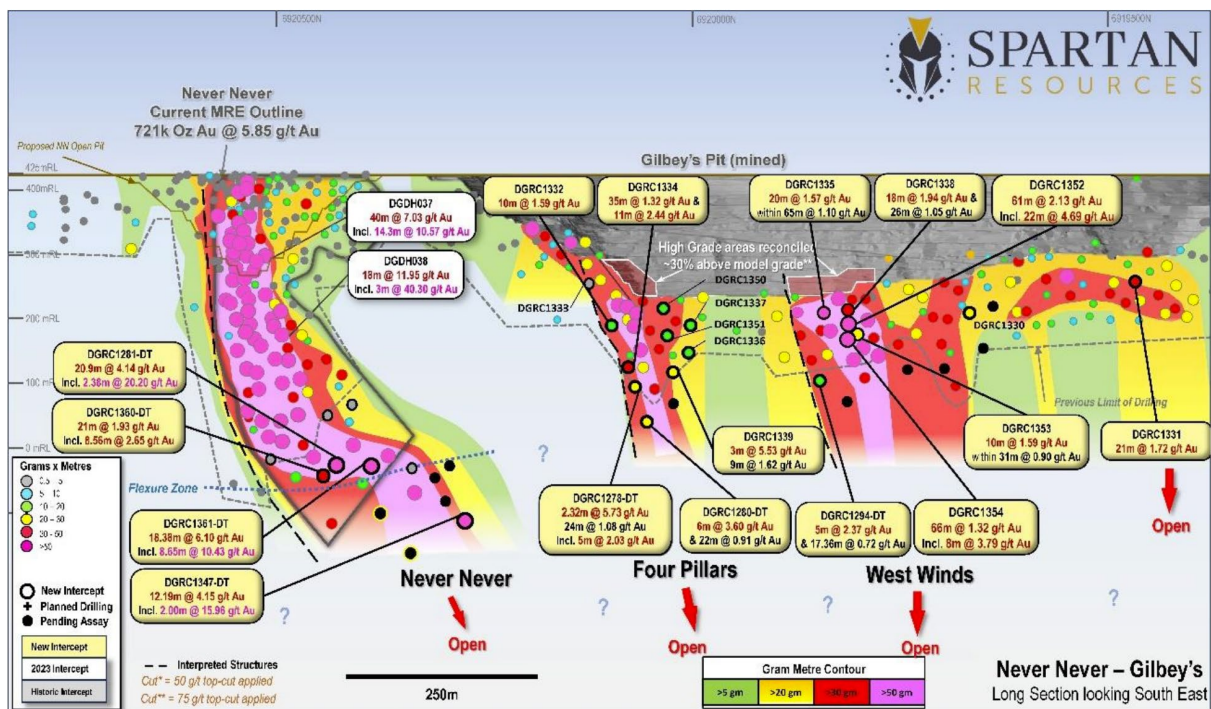 6920500N
6920000N
6919500N
SPARTAN
RESOURCES
Never Never
Current MRE Outline
721k Oz Au @ 5.85 g/t Au
Proposed NN Open Pit
Gilbey's Pit (mined)
425mRL
400mRL
300mRL
200 mRL
100 mRL
0 mRL
DGDH037
40m @ 7.03 g/t Au
Incl. 14.3m @ 10.57 g/t Au
DGDH038
18m @ 11.95 g/t Au
Incl. 3m @ 40.30 g/t Au
DGRC1332
10m @ 1.59 g/t Au
DGRC1334
35m @ 1.32 g/t Au &
11m @ 2.44 g/t Au
DGRC1335
20m @ 1.57 g/t Au
within 65m @ 1.10 g/t Au
DGRC1338
18m @ 1.94 g/t Au &
26m @ 1.05 g/t Au
DGRC1352
61m @ 2.13 g/t Au
Incl. 22m @ 4.69 g/t Au
High Grade areas reconciled
~30% above model grade**
DGRC1333
DGRC1350
DGRC1337
DGRC1351
DGRC1336
DGRC1330
Previous Limit of Drilling
DGRC1281-DT
20.9m @ 4.14 g/t Au
Incl. 2.38m @ 20.20 g/t Au
DGRC1360-DT
21m @ 1.93 g/t Au
Incl. 8.56m @ 2.65 g/t Au
Flexure Zone
DGRC1361-DT
18.38m @ 6.10 g/t Au
Incl. 8.65m @ 10.43 g/t Au
DGRC1347-DT
12.19m @ 4.15 g/t Au
Incl. 2.00m @ 15.96 g/t Au
DGRC1278-DT
2.32m @ 5.73 g/t Au
24m @ 1.08 g/t Au
Incl. 5m @ 2.03 g/t Au
DGRC1280-DT
6m @ 3.60 g/t Au
& 22m @ 0.91 g/t Au
DGRC1339
3m @ 5.53 g/t Au
9m @ 1.62 g/t Au
DGRC1294-DT
5m @ 2.37 g/t Au
& 17.36m @ 0.72 g/t Au
DGRC1354
66m @ 1.32 g/t Au
Incl. 8m @ 3.79 g/t Au
DGRC1353
10m @ 1.59 g/t Au
within 31m @ 0.90 g/t Au
DGRC1331
21m @ 1.72 g/t Au
Open
?
?
?
?
?
Never Never
Open
Four Pillars
Open
West Winds
Open
Grams x Metres
0.5 - 5
5 - 10
10 - 20
20 - 30
30 - 50
>50
New Intercept
Planned Drilling
Pending Assay
New Intercept
2023 Intercept
Historic Intercept
Interpreted Structures
Cut* = 50 g/t top-cut applied
Cut** = 75 g/t top-cut applied
250m
Gram Metre Contour
>5 gm
>20 gm
>30 gm
>50 gm
Never Never – Gilbey's
Long Section looking South East